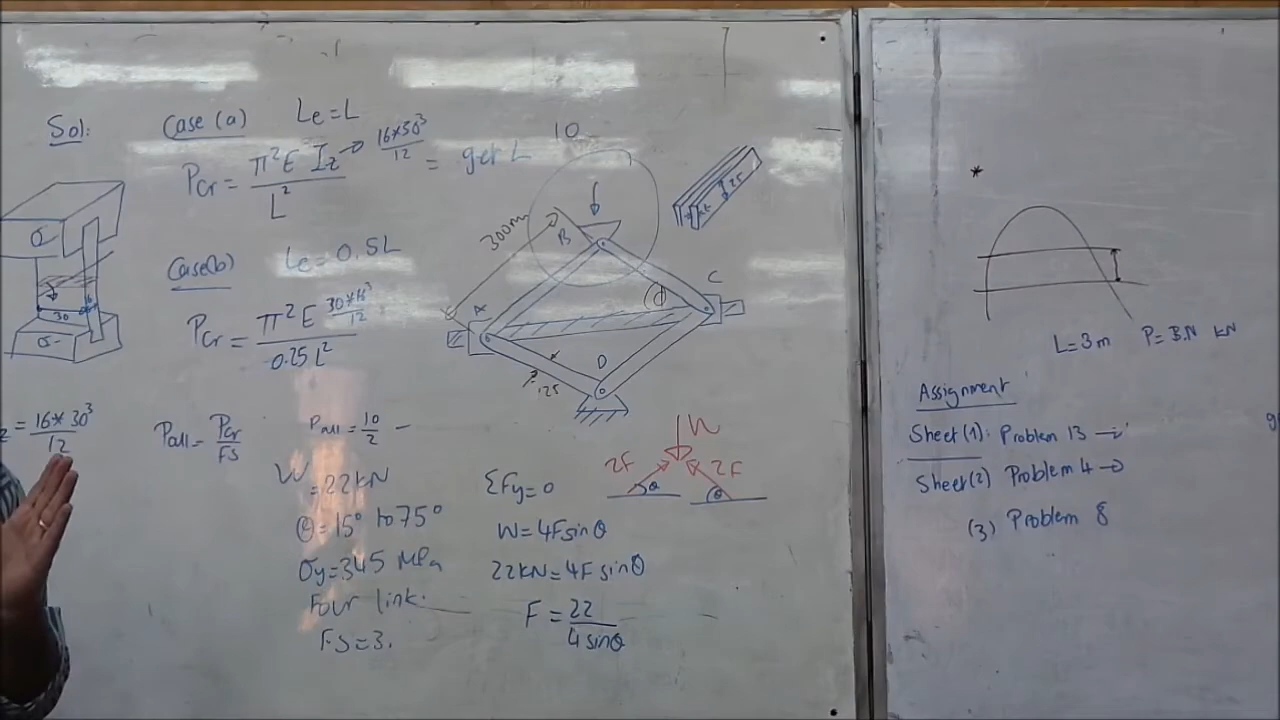 Sol:
Case (a) Le = L
Pcr = π²E Iz → 16*30³/12 / L² = get L
10
Case (b) Le = 0.5L
Pcr = π²E 30*16³/12 / 0.25L²
30
= 16*30³/12
Pall = Pcr/FS
Pall = 10/2 –
W = 22KN
θ = 15° to 75°
σy = 345 MPa
Four link.
FS = 3.
300mm
B
A
C
D
d
ΣFy = 0
W = 4F sinθ
22KN = 4F sinθ
F = 22/4 sinθ
W
2F 2F
θ θ
*
L = 3m
Assignment
Sheet (1): Problem 13
Sheet (2) Problem 4
(3) Problem 8